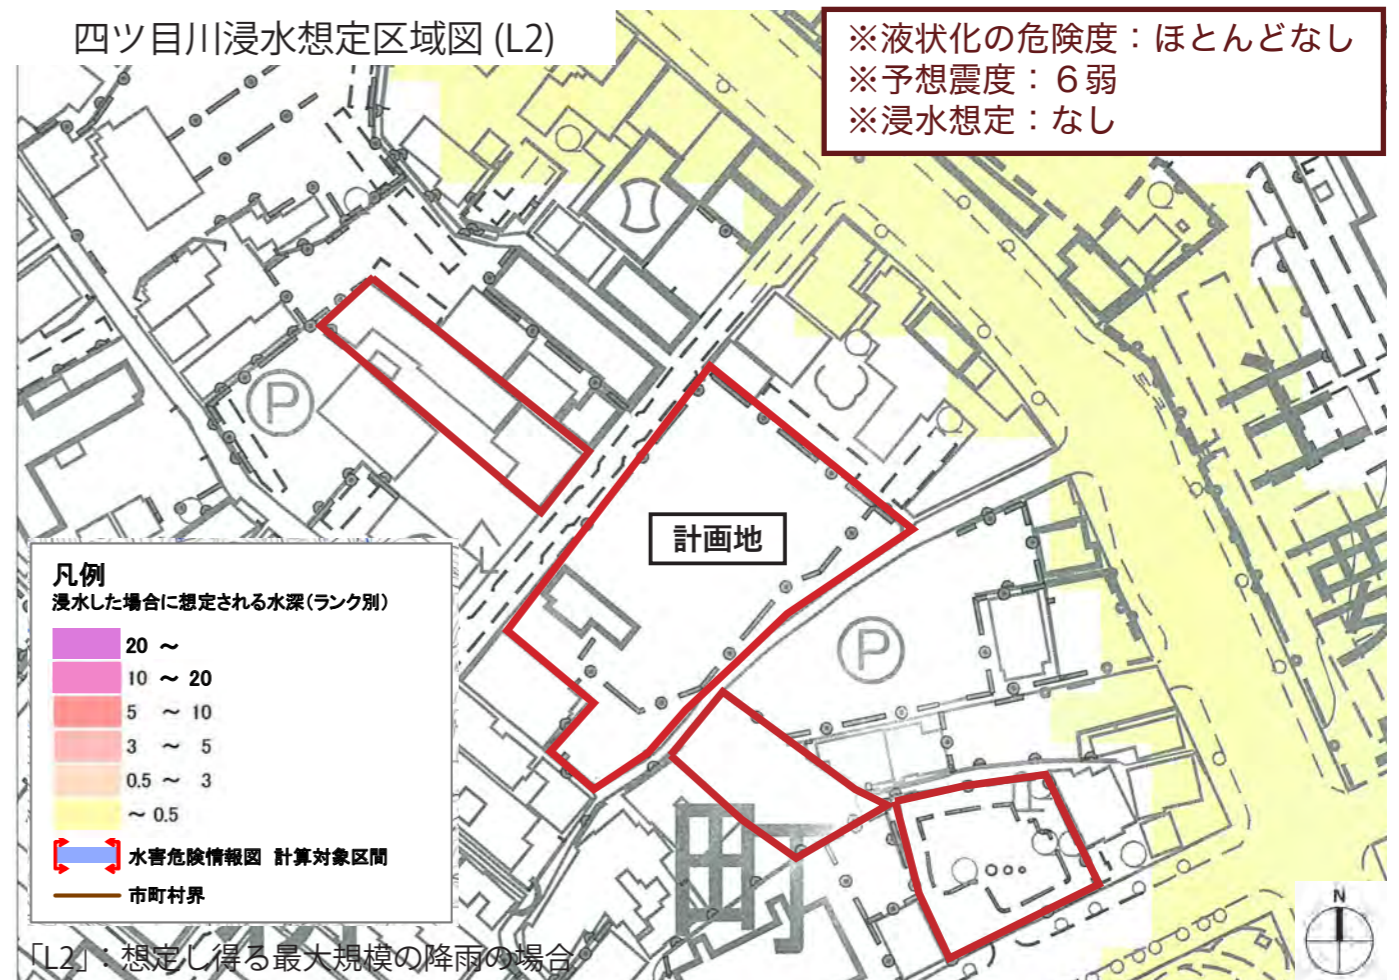 四ツ目川浸水想定区域図 (L2)
※液状化の危険度：ほとんどなし
※予想震度：６弱
※浸水想定：なし
P
計画地
P
凡例
浸水した場合に想定される水深（ランク別）
20 ～
10 ～ 20
5 ～ 10
3 ～ 5
0.5 ～ 3
～ 0.5
水害危険情報図 計算対象区間
市町村界
町
N
「L2」：想定し得る最大規模の降雨の場合